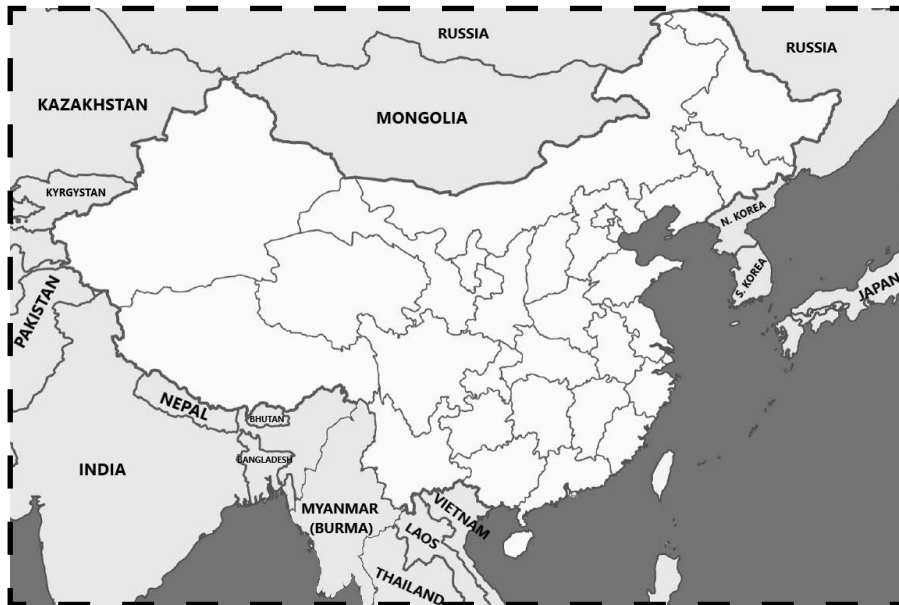 RUSSIA
RUSSIA
KAZAKHSTAN
MONGOLIA
KYRGYSTAN
N. KOREA
S. KOREA
JAPAN
PAKISTAN
NEPAL
BHUTAN
BANGLADESH
INDIA
MYANMAR
(BURMA)
VIETNAM
LAOS
THAILAND